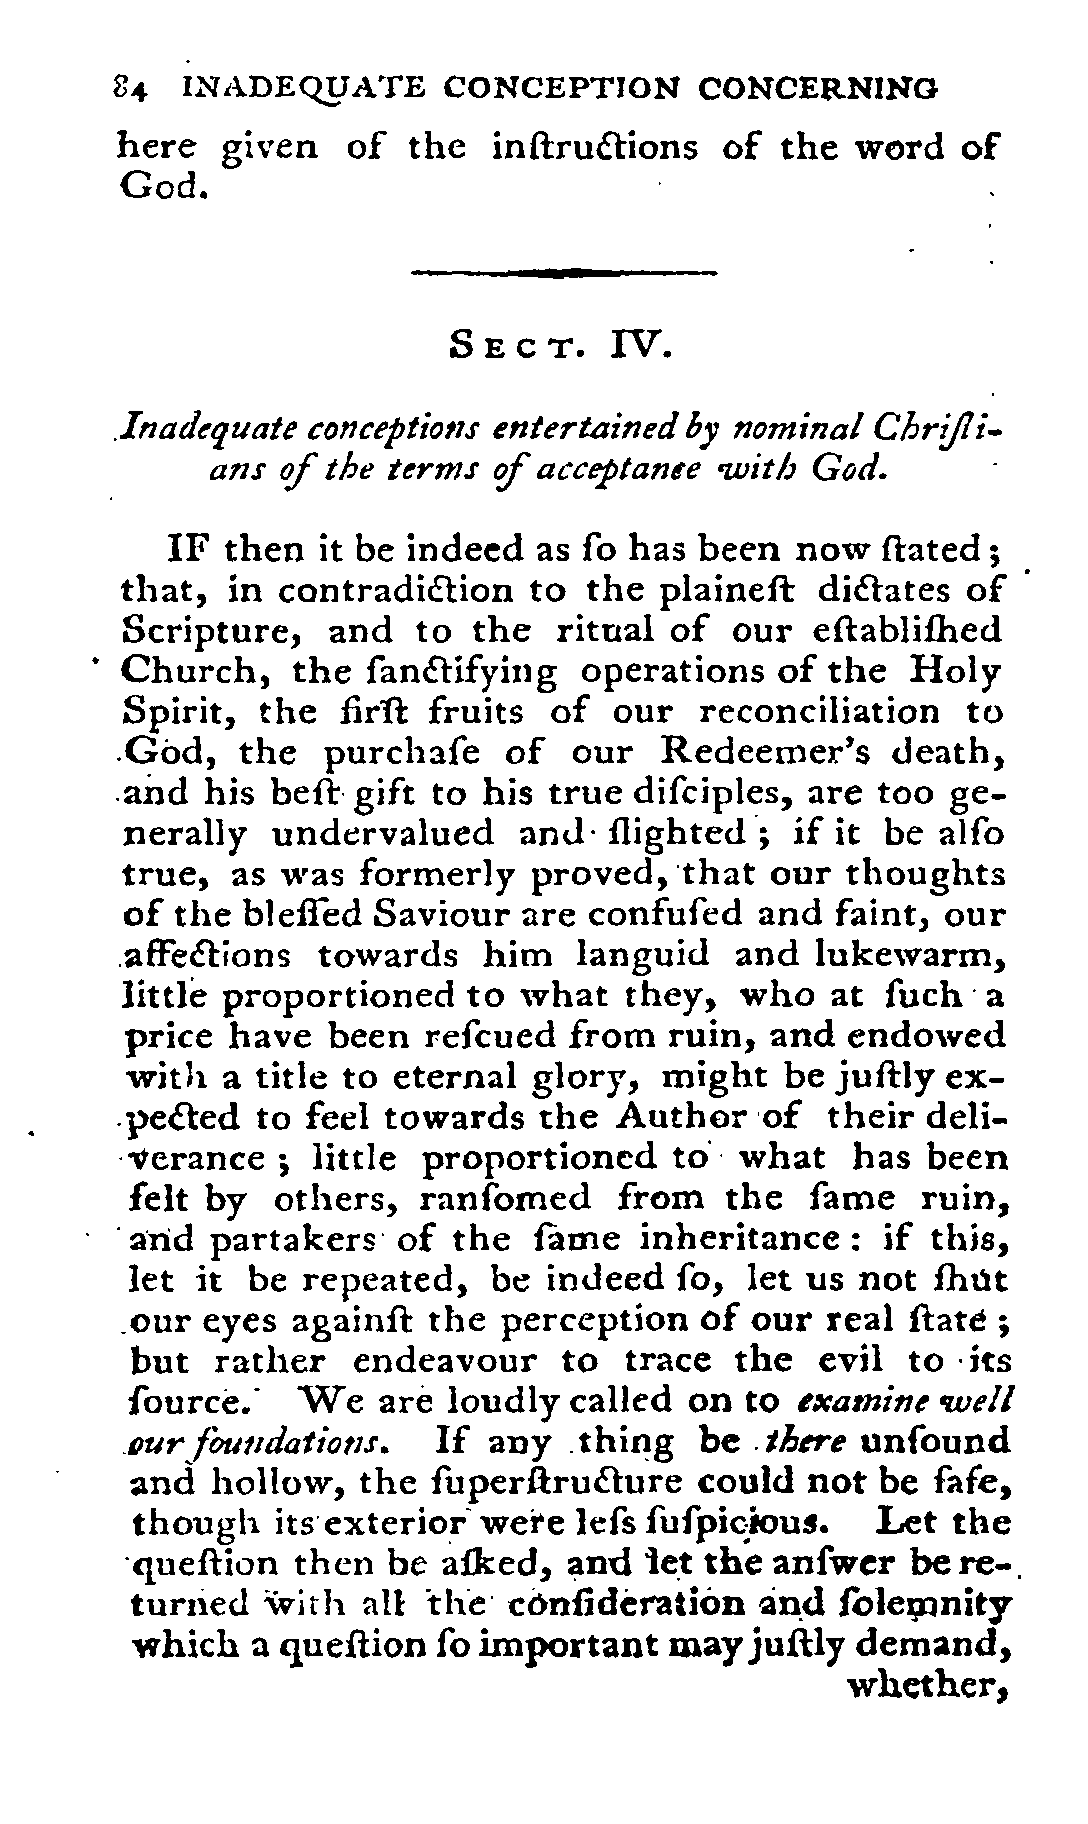 84 INADEQUATE CONCEPTION CONCERNING
here given of the inſtructions of the word of
God.
SECT. IV.
Inadequate conceptions entertained by nominal Chriſti-
ans of the terms of acceptance with God.
IF then it be indeed as ſo has been now ſtated;
that, in contradiction to the plaineſt dictates of
Scripture, and to the ritual of our eſtabliſhed
Church, the ſanctifying operations of the Holy
Spirit, the firſt fruits of our reconciliation to
God, the purchaſe of our Redeemer's death,
and his beſt gift to his true diſciples, are too ge-
nerally undervalued and ſlighted; if it be alſo
true, as was formerly proved, that our thoughts
of the bleſſed Saviour are confuſed and faint, our
affections towards him languid and lukewarm,
little proportioned to what they, who at ſuch a
price have been reſcued from ruin, and endowed
with a title to eternal glory, might be juſtly ex-
pected to feel towards the Author of their deli-
verance; little proportioned to what has been
felt by others, ranſomed from the ſame ruin,
and partakers of the ſame inheritance: if this,
let it be repeated, be indeed ſo, let us not ſhut
our eyes againſt the perception of our real ſtate;
but rather endeavour to trace the evil to its
ſource. We are loudly called on to examine well
our foundations. If any thing be there unſound
and hollow, the ſuperſtructure could not be ſafe,
though its exterior were leſs ſuſpicious. Let the
queſtion then be aſked, and let the anſwer be re-
turned with all the conſideration and ſolemnity
which a queſtion ſo important may juſtly demand,
whether,